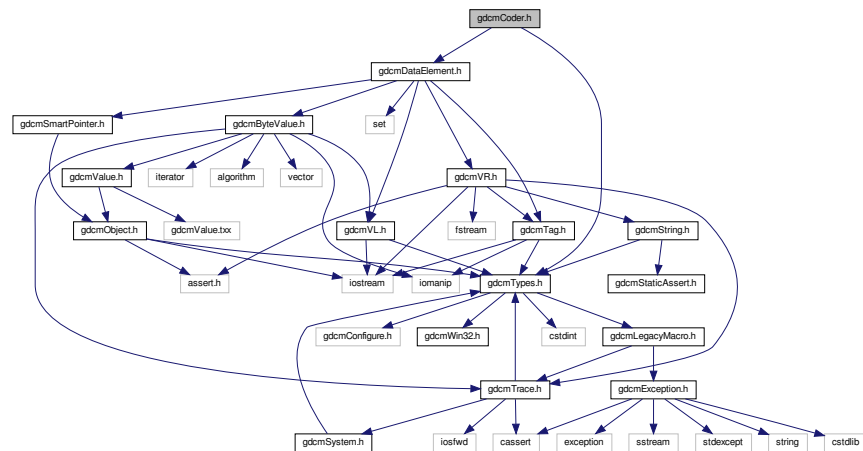 gdcmCoder.h
gdcmDataElement.h
gdcmSmartPointer.h
gdcmByteValue.h
set
gdcmValue.h
iterator
algorithm
vector
gdcmVR.h
gdcmObject.h
gdcmValue.txx
gdcmVL.h
fstream
gdcmTag.h
gdcmString.h
assert.h
iostream
iomanip
gdcmTypes.h
gdcmStaticAssert.h
gdcmConfigure.h
gdcmWin32.h
cstdint
gdcmLegacyMacro.h
gdcmTrace.h
gdcmException.h
gdcmSystem.h
iosfwd
cassert
exception
sstream
stdexcept
string
cstdlib